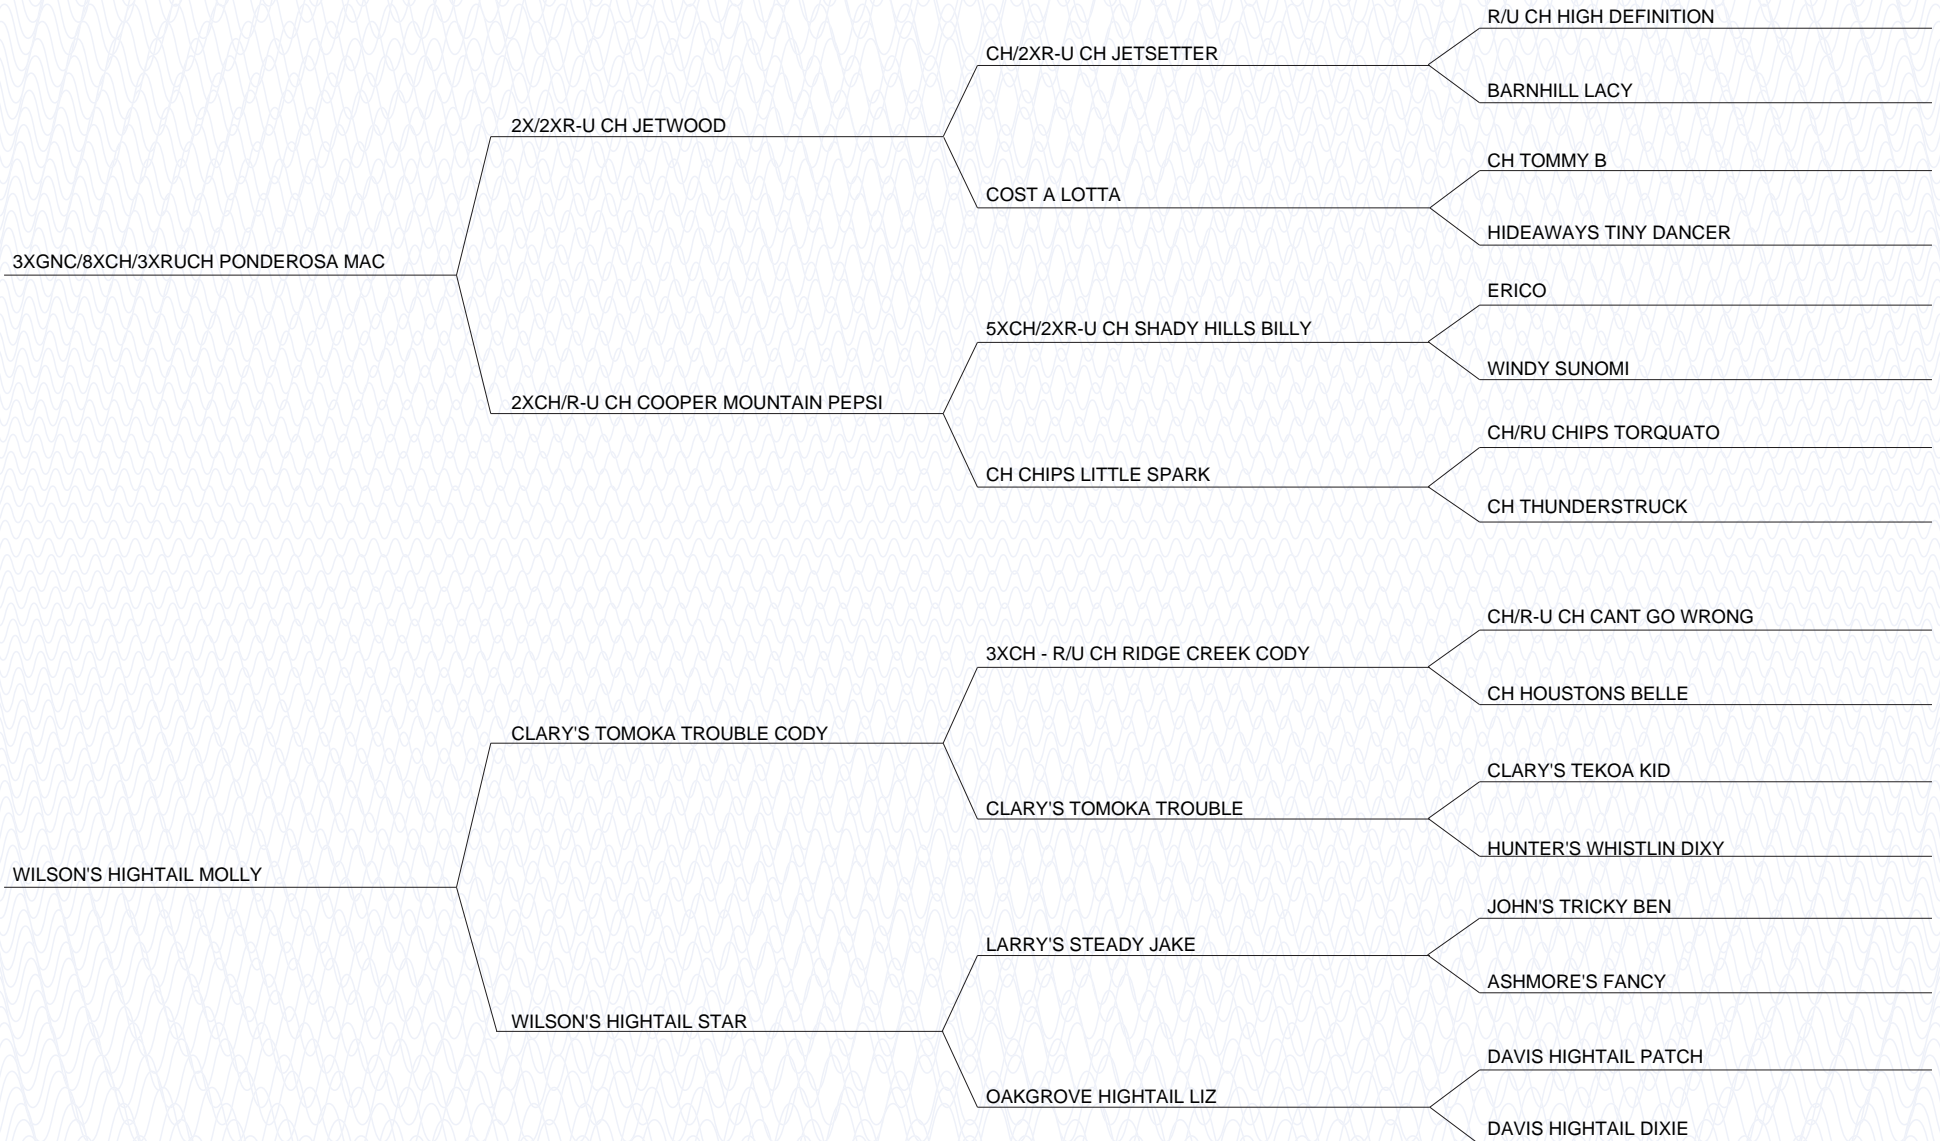 R/U CH HIGH DEFINITION
CH/2XR-U CH JETSETTER
BARNHILL LACY
2X/2XR-U CH JETWOOD
CH TOMMY B
COST A LOTTA
HIDEAWAYS TINY DANCER
3XGNC/8XCH/3XRUCH PONDEROSA MAC
ERICO
5XCH/2XR-U CH SHADY HILLS BILLY
WINDY SUNOMI
2XCH/R-U CH COOPER MOUNTAIN PEPSI
CH/RU CHIPS TORQUATO
CH CHIPS LITTLE SPARK
CH THUNDERSTRUCK
CH/R-U CH CANT GO WRONG
3XCH - R/U CH RIDGE CREEK CODY
CH HOUSTONS BELLE
CLARY'S TOMOKA TROUBLE CODY
CLARY'S TEKOA KID
CLARY'S TOMOKA TROUBLE
HUNTER'S WHISTLIN DIXY
WILSON'S HIGHTAIL MOLLY
JOHN'S TRICKY BEN
LARRY'S STEADY JAKE
ASHMORE'S FANCY
WILSON'S HIGHTAIL STAR
DAVIS HIGHTAIL PATCH
OAKGROVE HIGHTAIL LIZ
DAVIS HIGHTAIL DIXIE